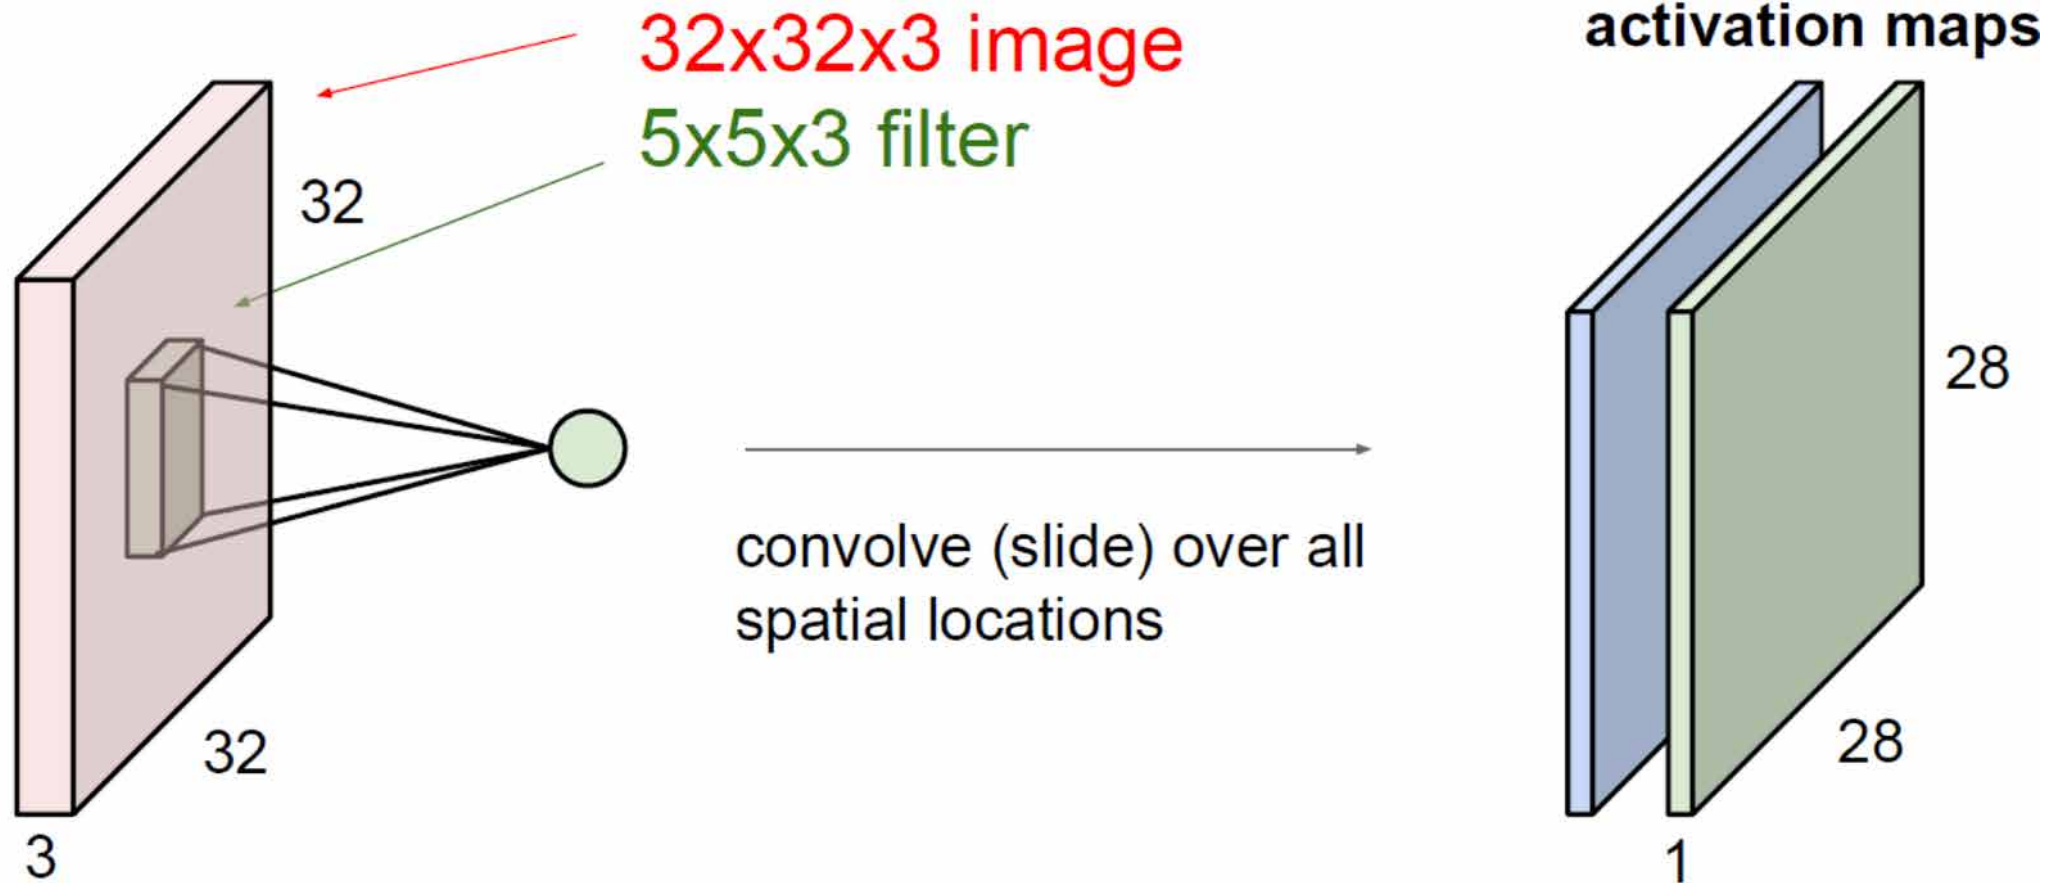 32x32x3 image
5x5x3 filter
32
32
3
convolve (slide) over all
spatial locations
activation maps
28
28
1